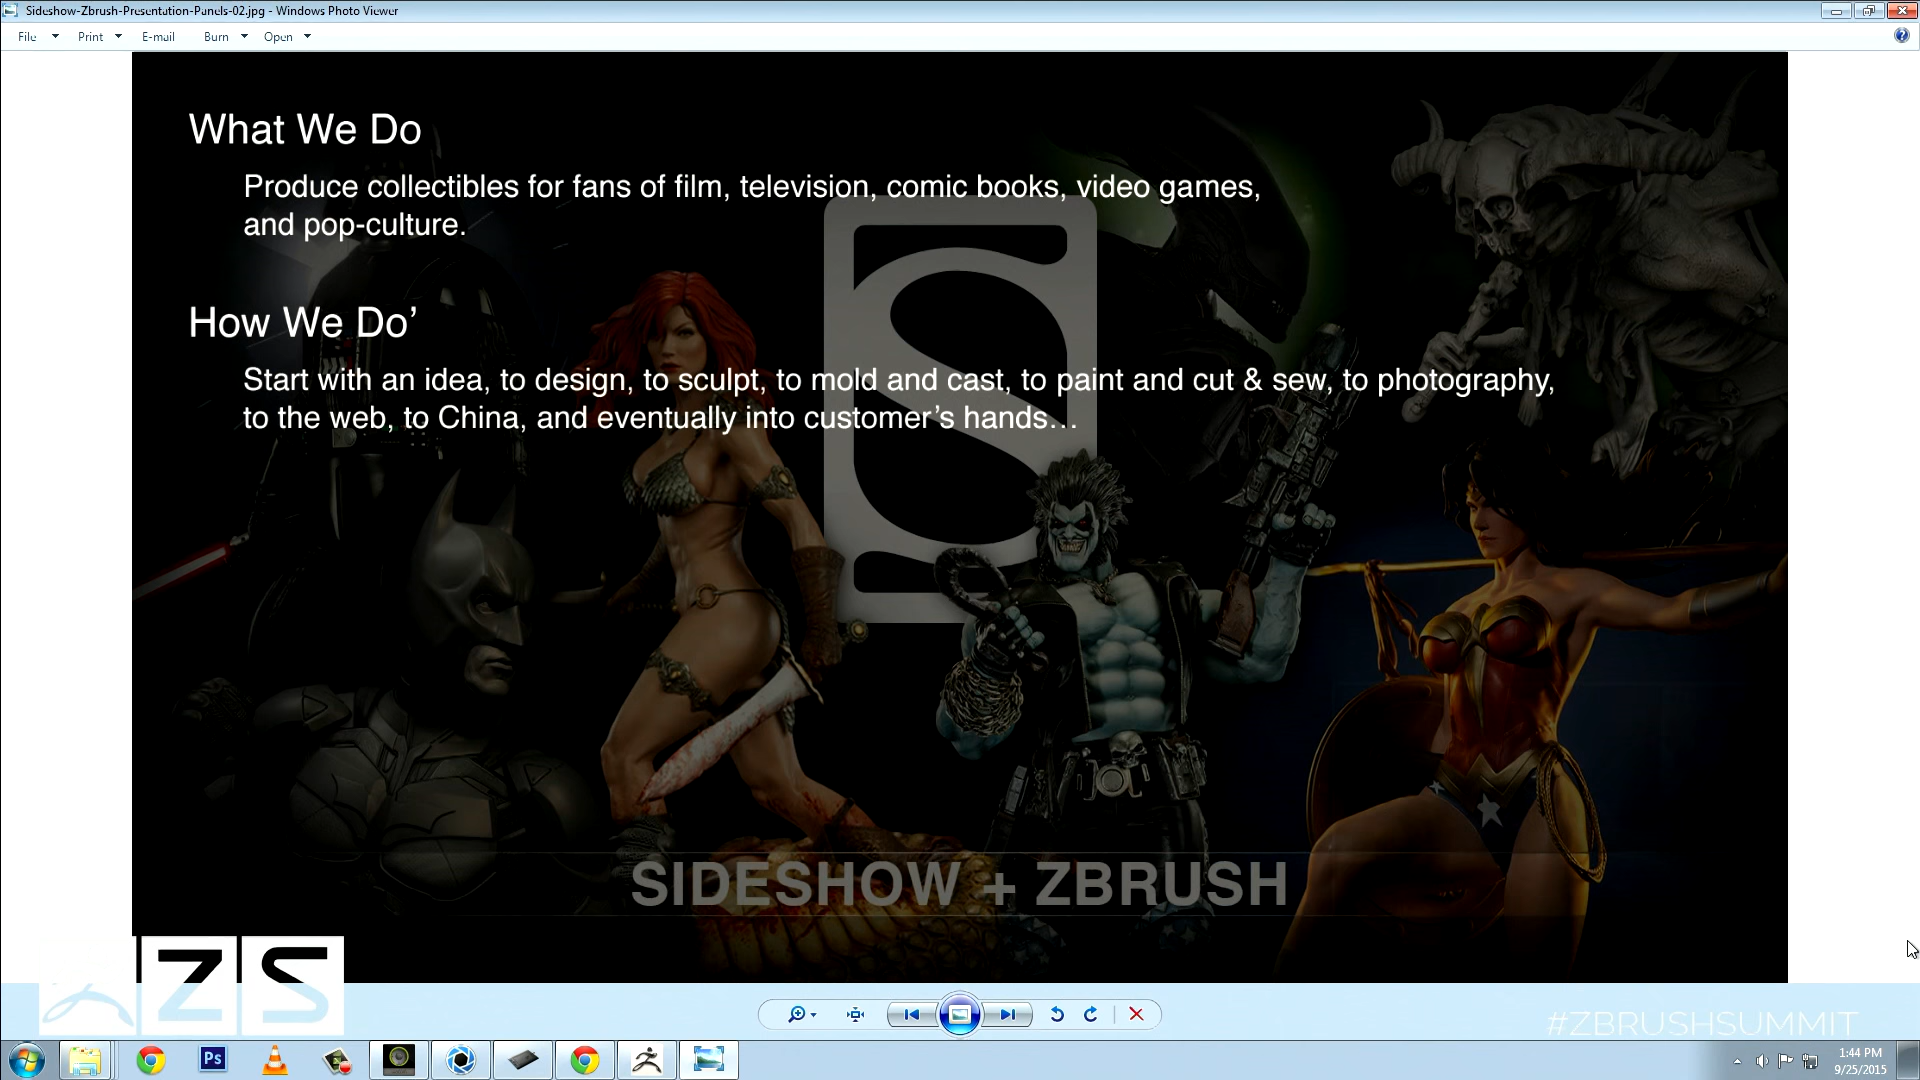 Sideshow-Zbrush-Presentation-Panels-02.jpg - Windows Photo Viewer
File Print E-mail Burn Open
What We Do
Produce collectibles for fans of film, television, comic books, video games,
and pop-culture.
How We Do’
Start with an idea, to design, to sculpt, to mold and cast, to paint and cut & sew, to photography,
to the web, to China, and eventually into customer’s hands…
S
SIDESHOW + ZBRUSH
ZS
#ZBRUSHSUMMIT
Ps
1:44 PM
9/25/2015